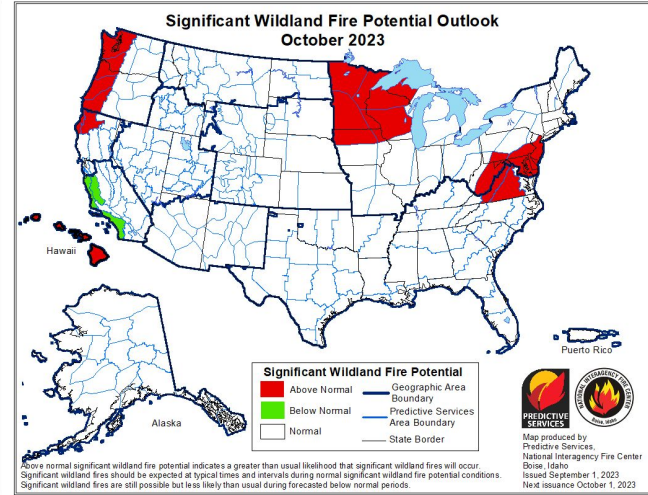 Significant Wildland Fire Potential Outlook
October 2023
Hawaii
Alaska
Puerto Rico
Significant Wildland Fire Potential
Above Normal
Below Normal
Normal
Geographic Area
Boundary
Predictive Services
Area Boundary
State Border
PREDICTIVE
SERVICES
NATIONAL INTERAGENCY FIRE CENTER
Boise, Idaho
Map produced by
Predictive Services,
National Interagency Fire Center
Boise, Idaho
Issued September 1, 2023
Next issuance October 1, 2023
Above normal significant wildland fire potential indicates a greater than usual likelihood that significant wildland fires will occur.
Significant wildland fires should be expected at typical times and intervals during normal significant wildland fire potential conditions.
Significant wildland fires are still possible but less likely than usual during forecasted below normal periods.